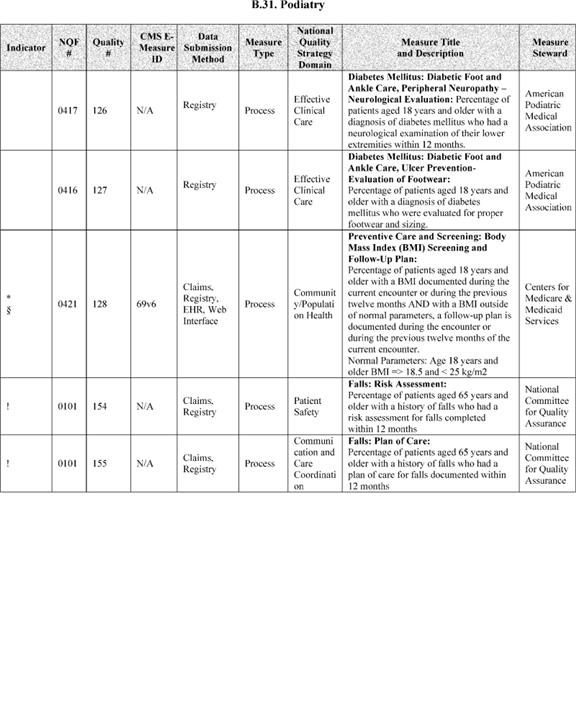 B.31. Podiatry
Indicator
NQF
#
Quality
#
CMS E-
Measure
ID
Data
Submission
Method
Measure
Type
National
Quality
Strategy
Domain
Measure Title
and Description
Measure
Steward
0417
126
N/A
Registry
Process
Effective
Clinical
Care
Diabetes Mellitus: Diabetic Foot and
Ankle Care, Peripheral Neuropathy –
Neurological Evaluation: Percentage of
patients aged 18 years and older with a
diagnosis of diabetes mellitus who had a
neurological examination of their lower
extremities within 12 months.
American
Podiatric
Medical
Association
0416
127
N/A
Registry
Process
Effective
Clinical
Care
Diabetes Mellitus: Diabetic Foot and
Ankle Care, Ulcer Prevention-
Evaluation of Footwear:
Percentage of patients aged 18 years and
older with a diagnosis of diabetes
mellitus who were evaluated for proper
footwear and sizing.
American
Podiatric
Medical
Association
*
§
0421
128
69v6
Claims,
Registry,
EHR, Web
Interface
Process
Communit
y/Populati
on Health
Preventive Care and Screening: Body
Mass Index (BMI) Screening and
Follow-Up Plan:
Percentage of patients aged 18 years and
older with a BMI documented during the
current encounter or during the previous
twelve months AND with a BMI outside
of normal parameters, a follow-up plan is
documented during the encounter or
during the previous twelve months of the
current encounter.
Normal Parameters: Age 18 years and
older BMI => 18.5 and < 25 kg/m2
Centers for
Medicare &
Medicaid
Services
!
0101
154
N/A
Claims,
Registry
Process
Patient
Safety
Falls: Risk Assessment:
Percentage of patients aged 65 years and
older with a history of falls who had a
risk assessment for falls completed
within 12 months
National
Committee
for Quality
Assurance
!
0101
155
N/A
Claims,
Registry
Process
Communi
cation and
Care
Coordinati
on
Falls: Plan of Care:
Percentage of patients aged 65 years and
older with a history of falls who had a
plan of care for falls documented within
12 months
National
Committee
for Quality
Assurance